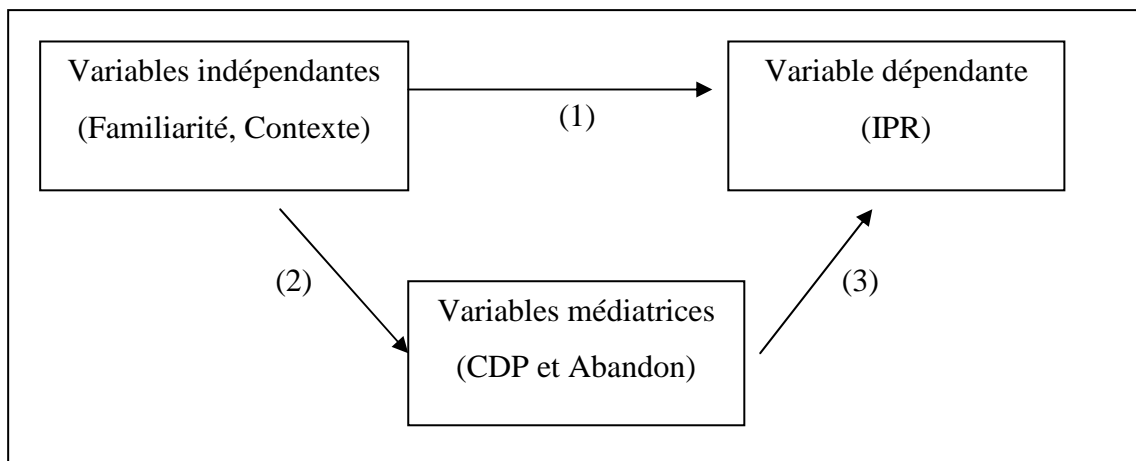 Variables indépendantes
(Familiarité, Contexte)
(1)
Variable dépendante
(IPR)
(2)
(3)
Variables médiatrices
(CDP et Abandon)